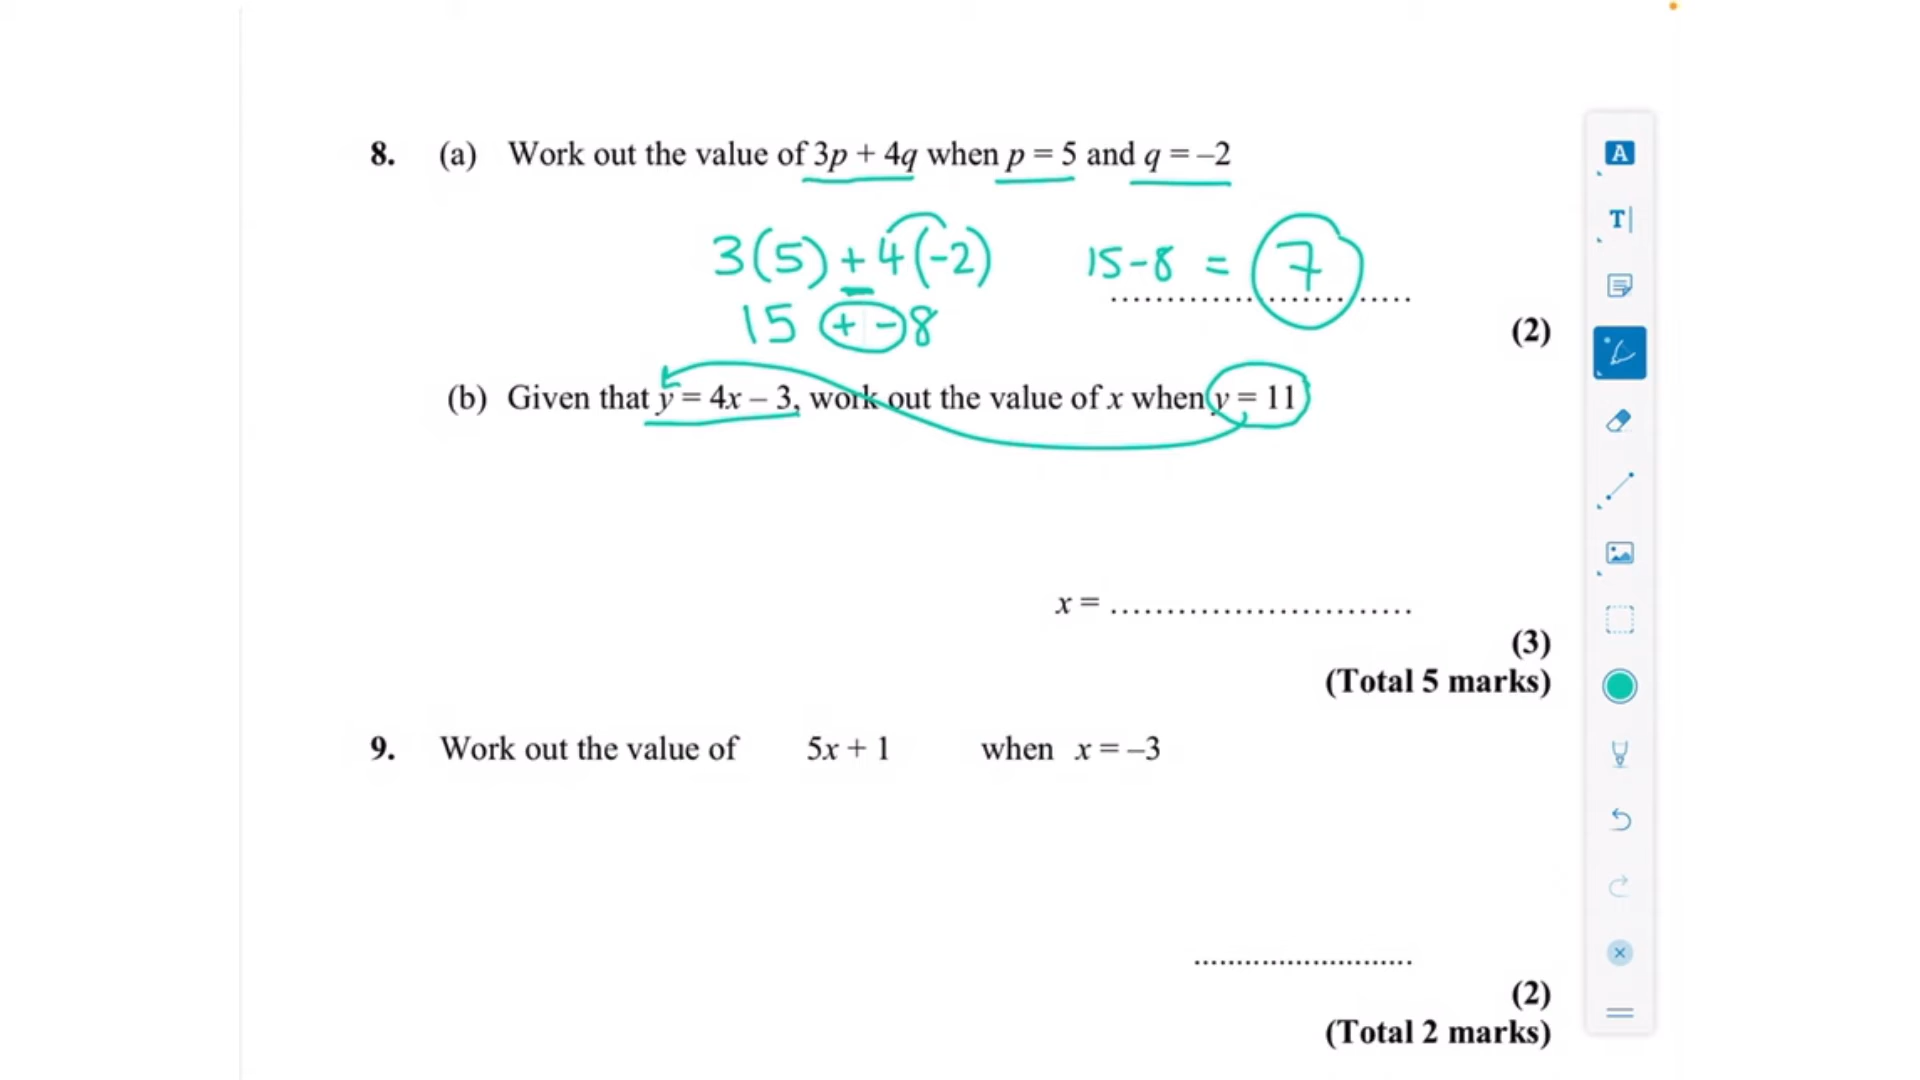 8. (a) Work out the value of 3p + 4q when p = 5 and q = –2
3(5) + 4(-2) 15-8 = 7
..............................
15 + -8
(2)
(b) Given that y = 4x – 3, work out the value of x when y = 11
x = ..............................
(3)
(Total 5 marks)
9. Work out the value of 5x + 1 when x = –3
..............................
(2)
(Total 2 marks)
A
T